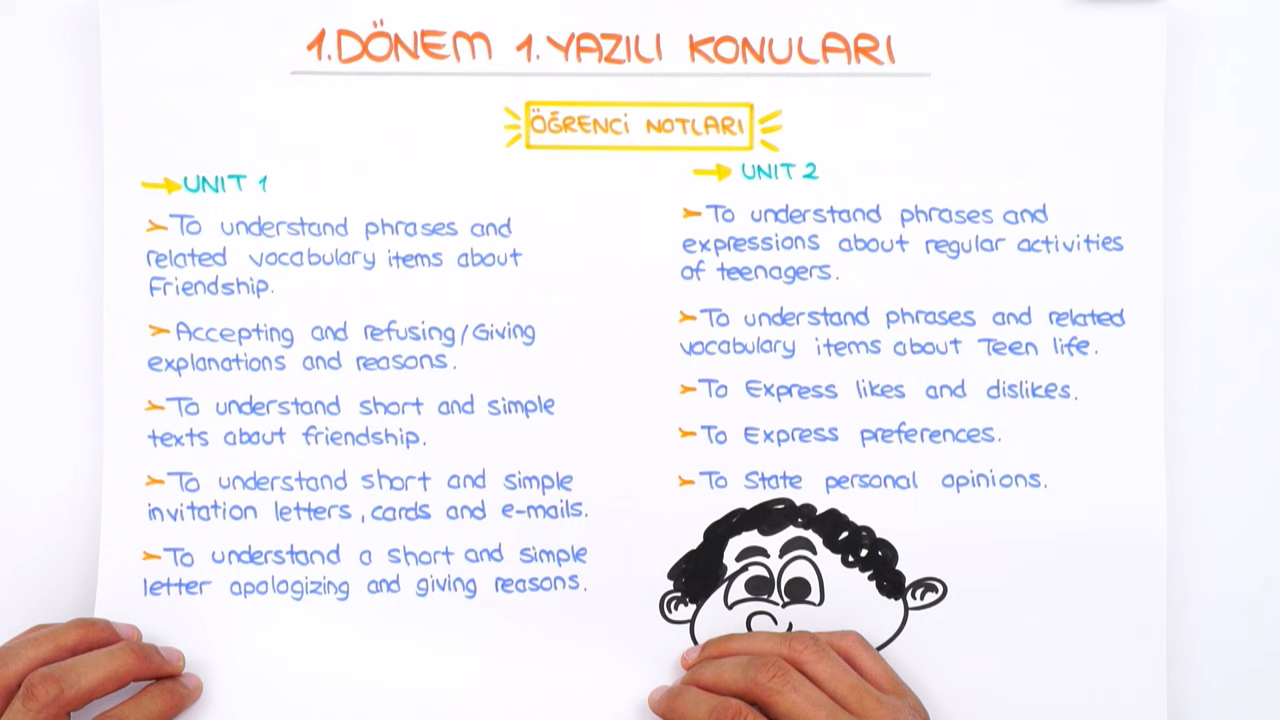 1.DÖNEM 1.YAZILI KONULARI
ÖĞRENCİ NOTLARI
UNIT 1
To understand phrases and
related vocabulary items about
Friendship.
Accepting and refusing/Giving
explanations and reasons.
To understand short and simple
texts about friendship.
To understand short and simple
invitation letters, cards and e-mails.
To understand a short and simple
letter apologizing and giving reasons.
UNIT 2
To understand phrases and
expressions about regular activities
of teenagers.
To understand phrases and related
vocabulary items about Teen life.
To Express likes and dislikes.
To Express preferences.
To State personal opinions.